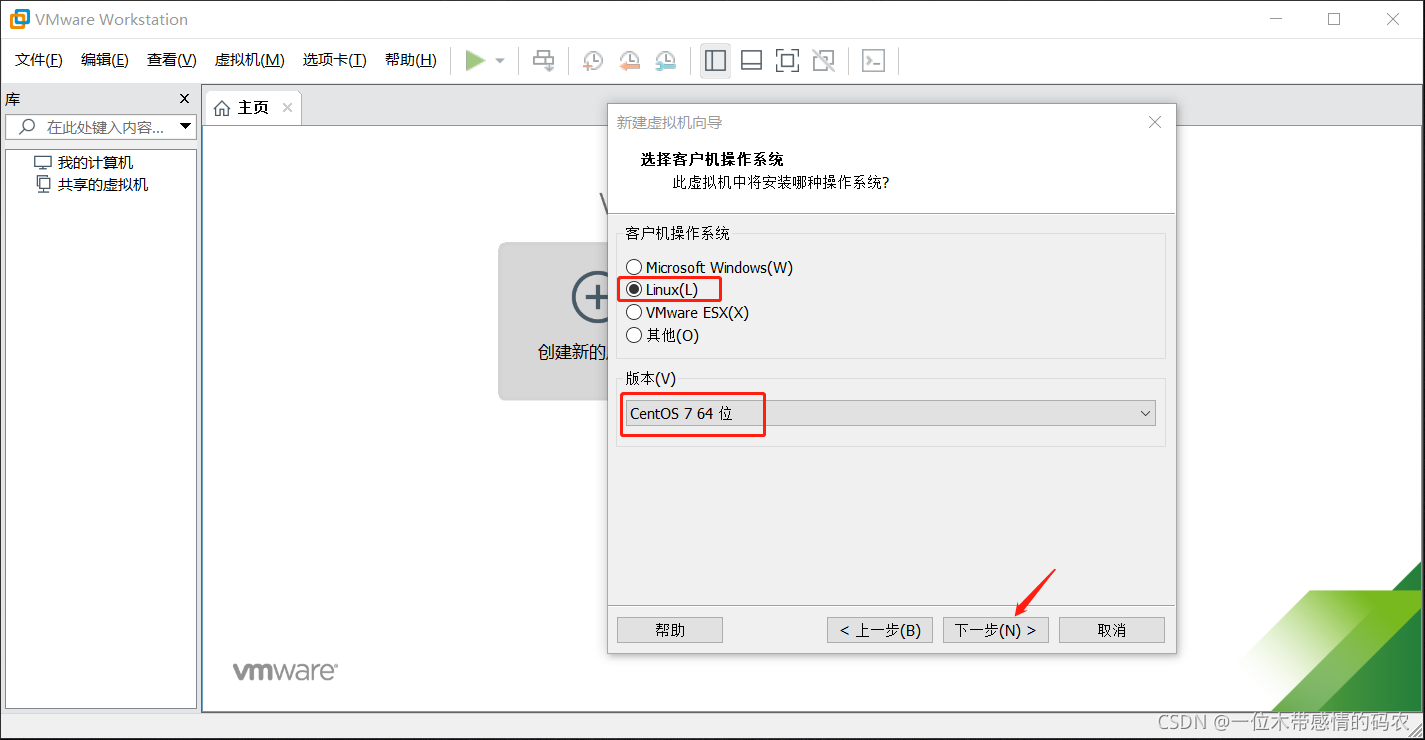 VMware Workstation
文件(F) 编辑(E) 查看(V) 虚拟机(M) 选项卡(T) 帮助(H)
库
在此处键入内容...
我的计算机
共享的虚拟机
主页
创建新的
新建虚拟机向导
选择客户机操作系统
此虚拟机中将安装哪种操作系统?
客户机操作系统
Microsoft Windows(W)
Linux(L)
VMware ESX(X)
其他(O)
版本(V)
CentOS 7 64 位
帮助 < 上一步(B) 下一步(N) > 取消
vmware
CSDN @一位木带感情的码农